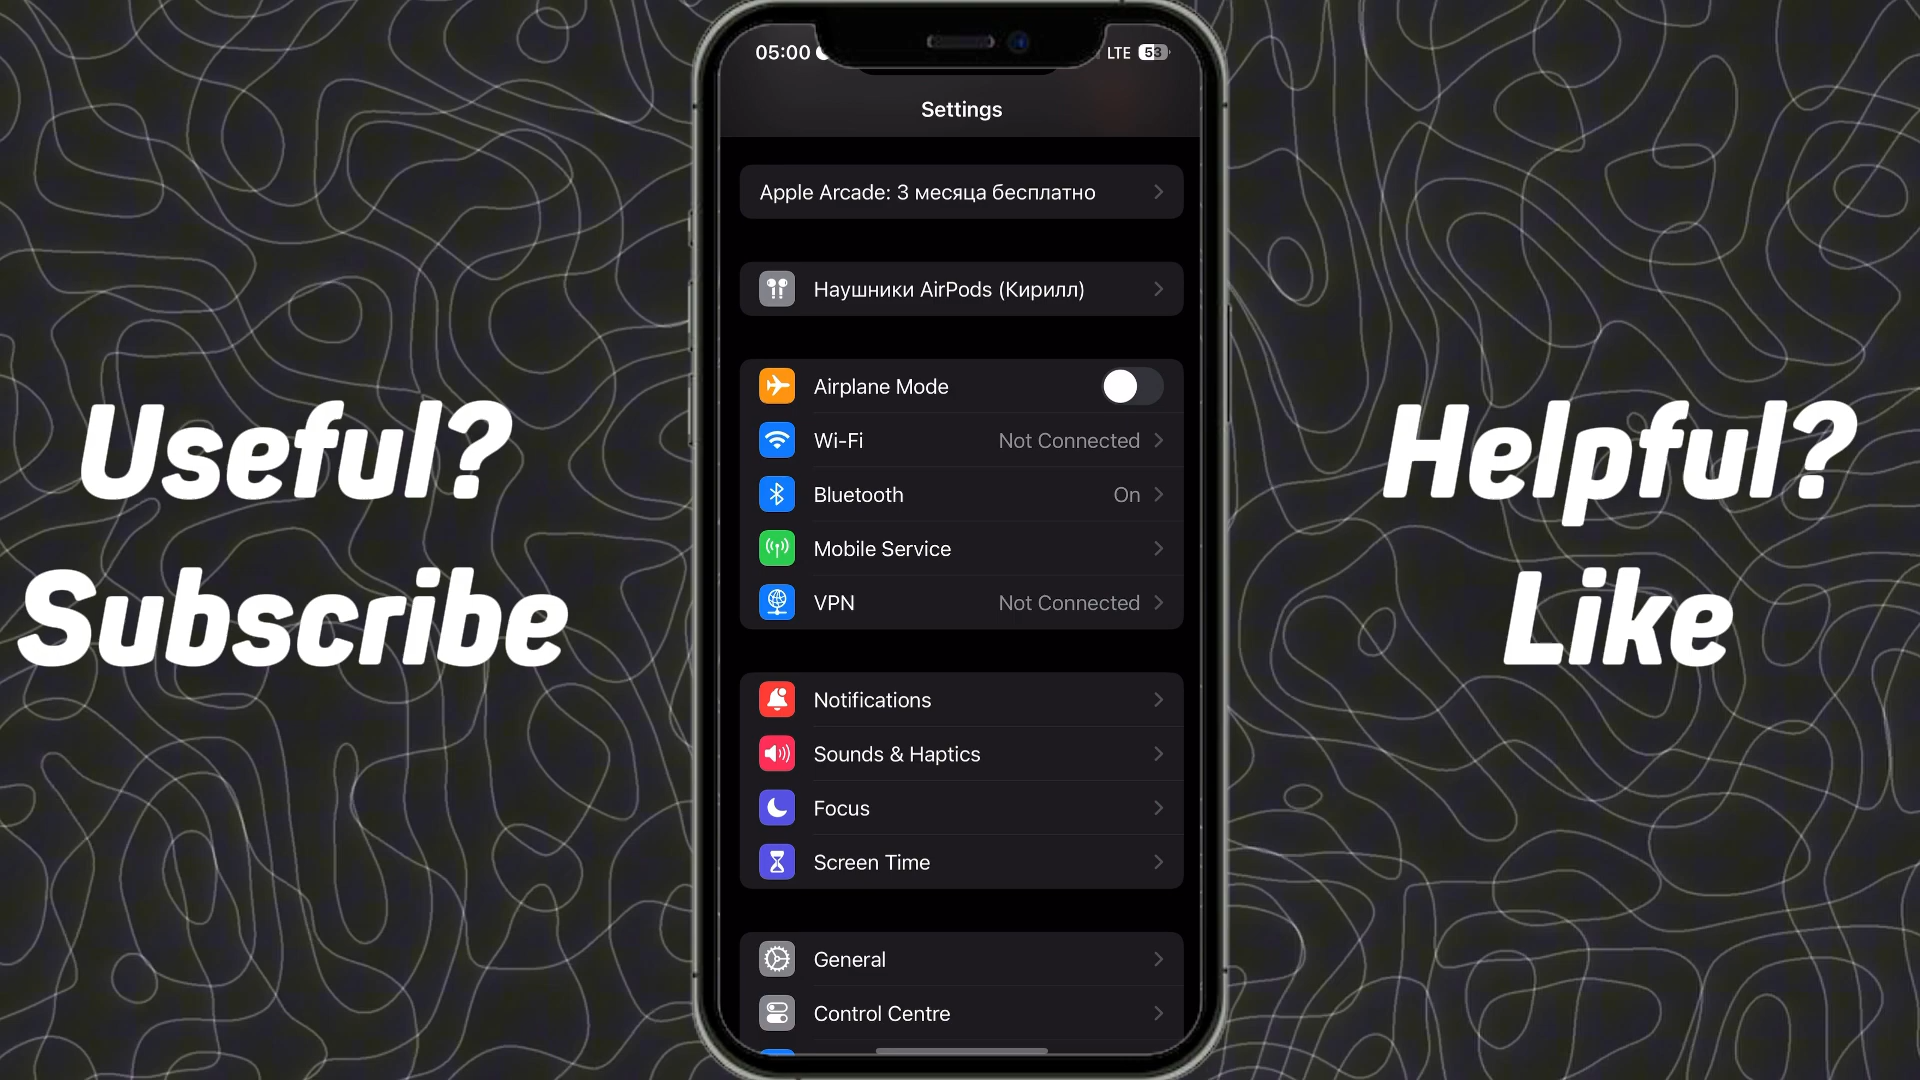 05:00
LTE 53
Settings
Apple Arcade: 3 месяца бесплатно
Наушники AirPods (Кирилл)
Airplane Mode
Wi-Fi Not Connected
Bluetooth On
Mobile Service
VPN Not Connected
Notifications
Sounds & Haptics
Focus
Screen Time
General
Control Centre
Useful?
Subscribe
Helpful?
Like